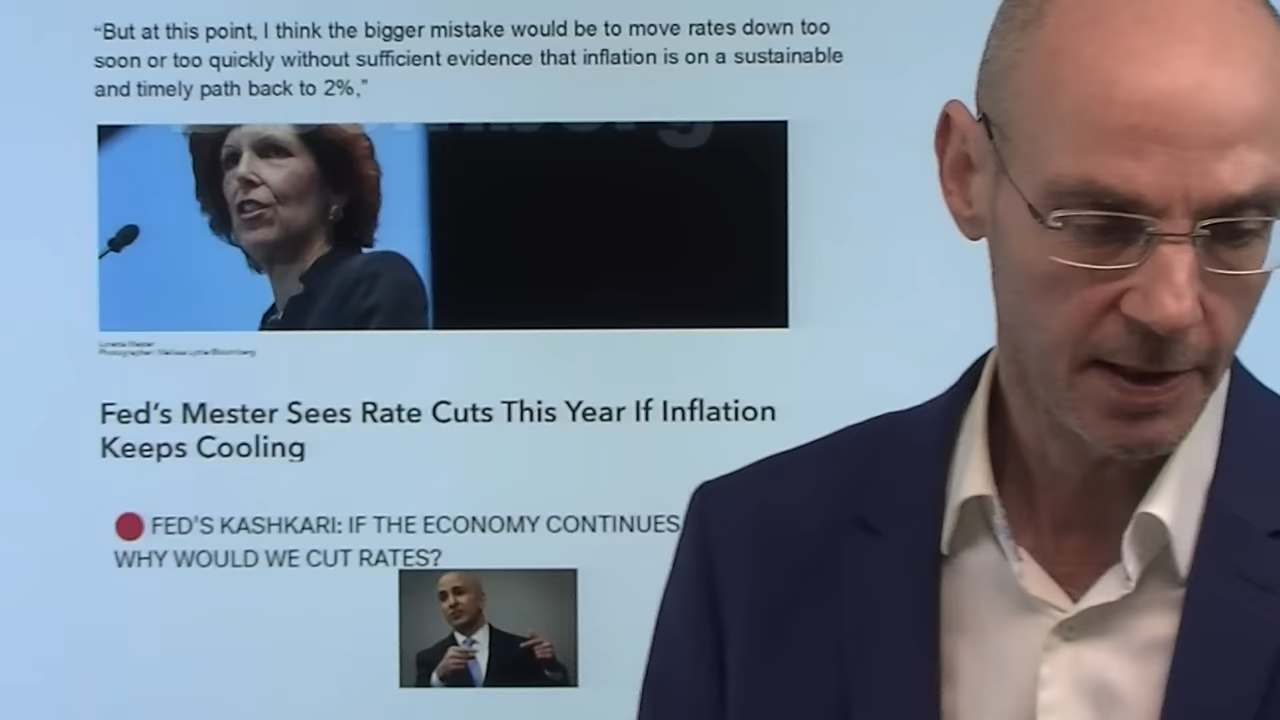 “But at this point, I think the bigger mistake would be to move rates down too
soon or too quickly without sufficient evidence that inflation is on a sustainable
and timely path back to 2%,”
Fed’s Mester Sees Rate Cuts This Year If Inflation
Keeps Cooling
FED’S KASHKARI: IF THE ECONOMY CONTINUES
WHY WOULD WE CUT RATES?